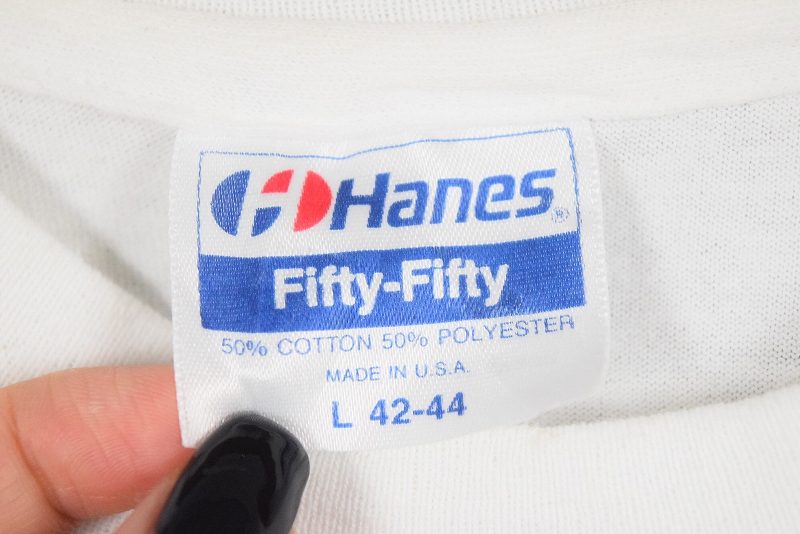 Hanes®
Fifty-Fifty
50% COTTON 50% POLYESTER
MADE IN U.S.A.
L 42-44